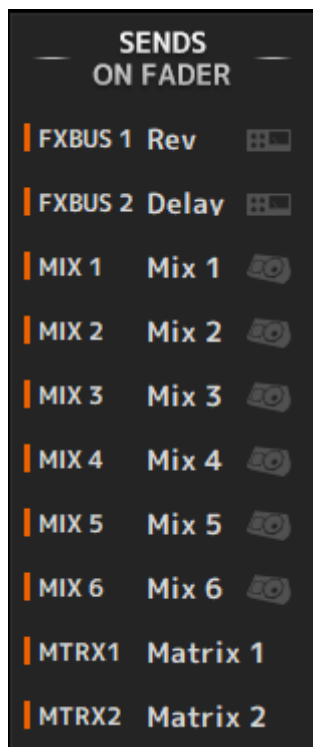 SENDS
ON FADER
FXBUS 1 Rev
FXBUS 2 Delay
MIX 1 Mix 1
MIX 2 Mix 2
MIX 3 Mix 3
MIX 4 Mix 4
MIX 5 Mix 5
MIX 6 Mix 6
MTRX1 Matrix 1
MTRX2 Matrix 2